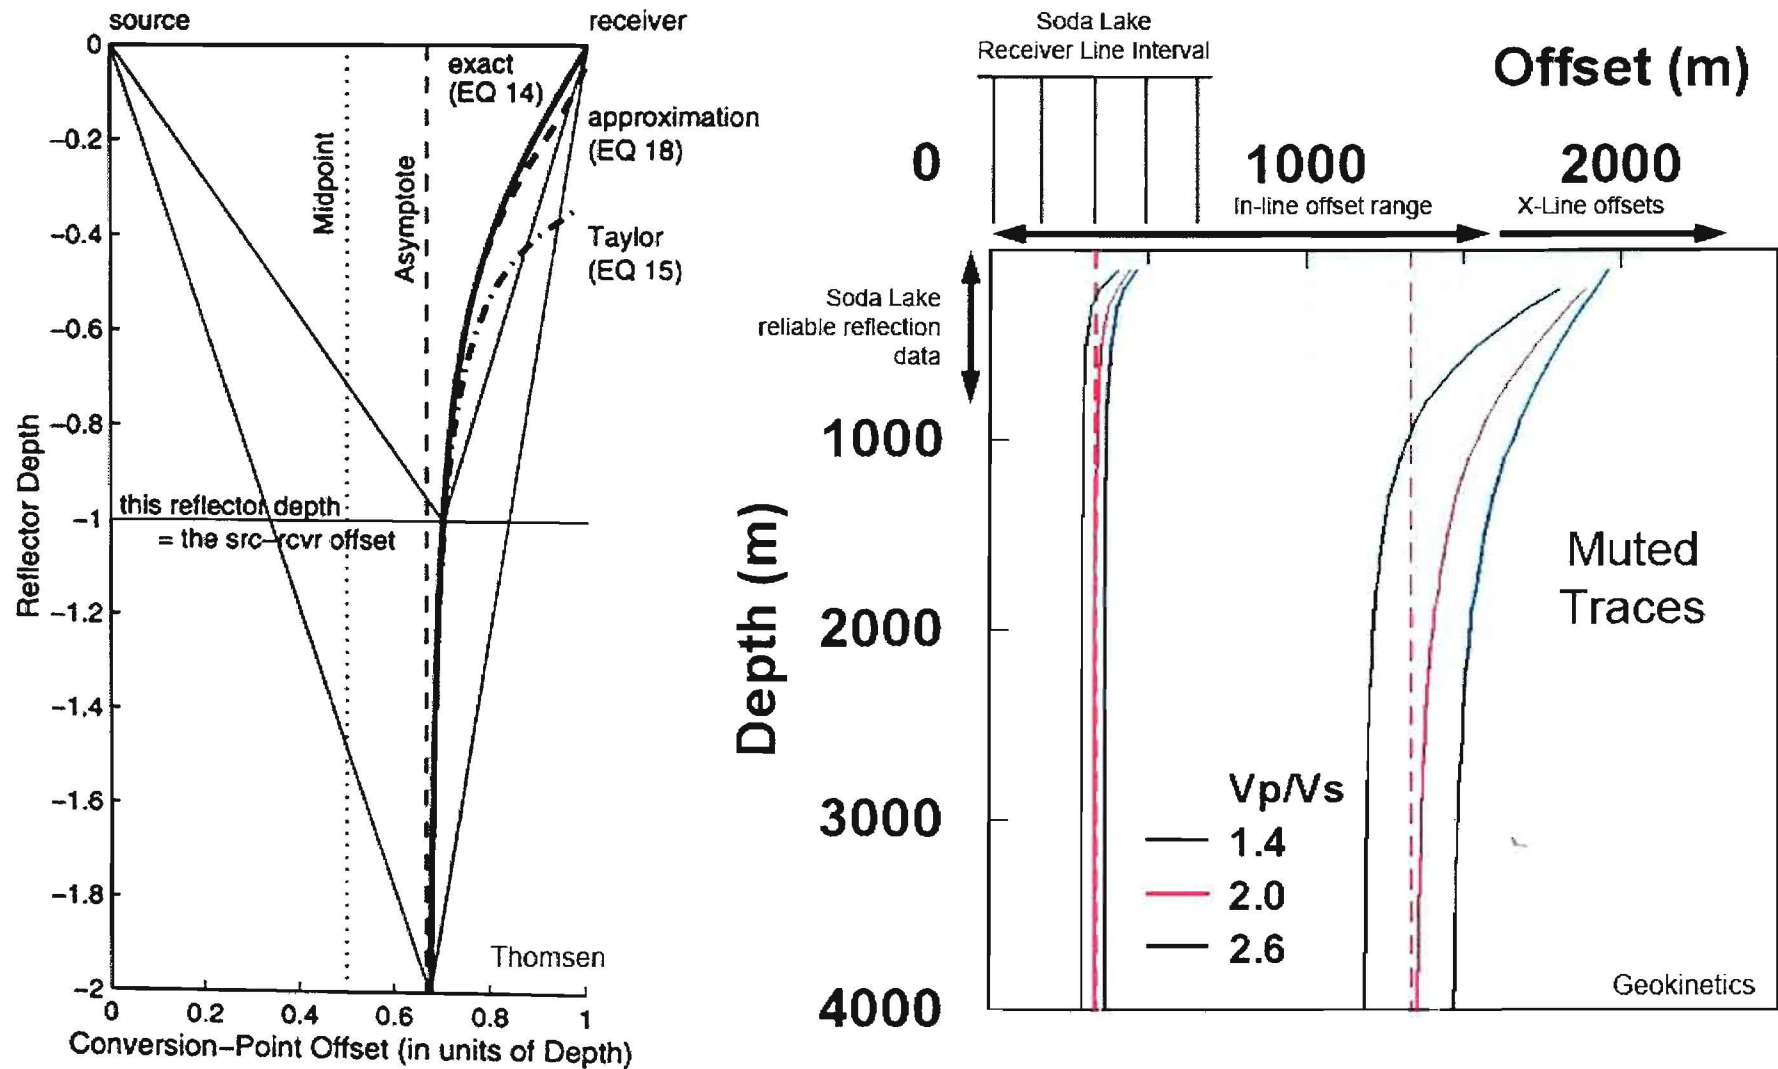 source
receiver
0
exact
(EQ 14)
approximation
(EQ 18)
Midpoint
Asymptote
Taylor
(EQ 15)
−0.2
−0.4
−0.6
−0.8
−1
−1.2
−1.4
−1.6
−1.8
−2
Reflector Depth
this reflector depth
= the src–rcvr offset
Thomsen
0
0.2
0.4
0.6
0.8
1
Conversion–Point Offset (in units of Depth)
Soda Lake
Receiver Line Interval
Offset (m)
0
1000
2000
In-line offset range
X-Line offsets
Soda Lake
reliable reflection
data
1000
2000
3000
4000
Depth (m)
Muted
Traces
Vp/Vs
1.4
2.0
2.6
Geokinetics